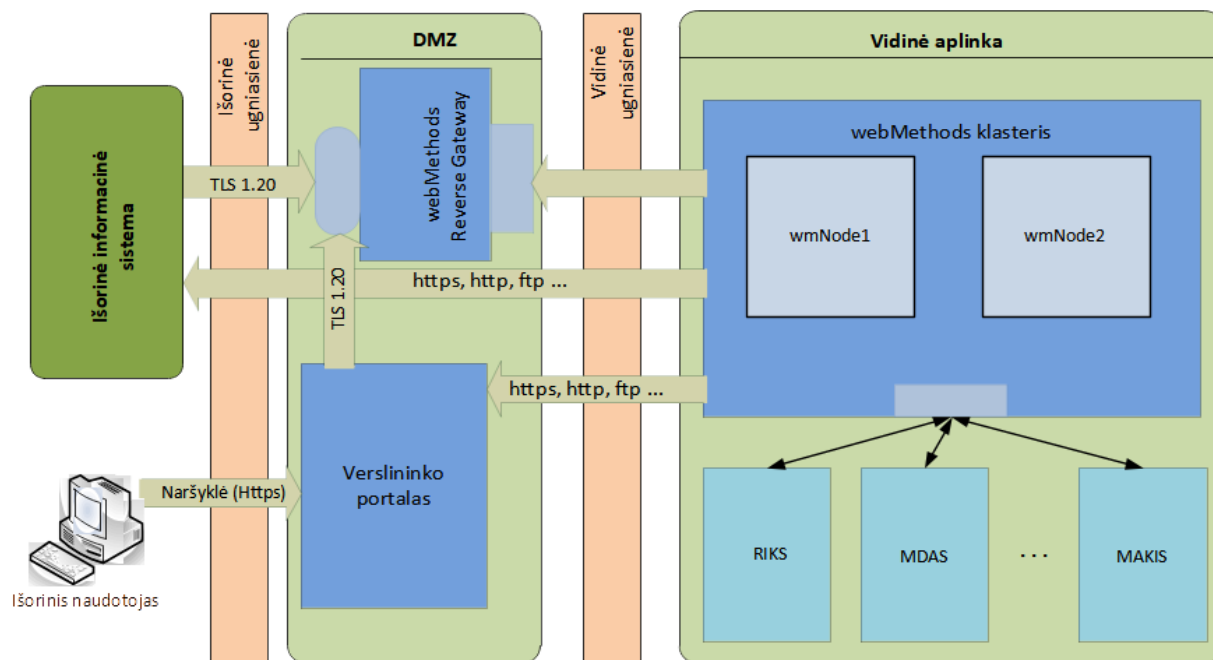 Išorinė informacinė
sistema
Išorinis naudotojas
Išorinė
ugniasienė
TLS 1.20
Naršyklė (Https)
DMZ
webMethods
Reverse Gateway
TLS 1.20
https, http, ftp ...
Verslininko
portalas
Vidinė
ugniasienė
https, http, ftp ...
Vidinė aplinka
webMethods klasteris
wmNode1
wmNode2
RIKS
MDAS
...
MAKIS